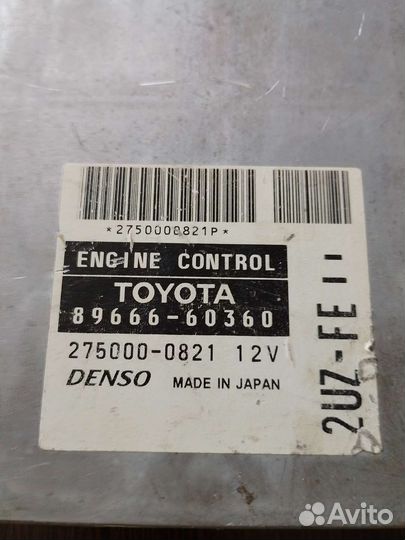 *2750000821P*
ENGINE CONTROL
TOYOTA
89666-60360
275000-0821 12V
DENSO MADE IN JAPAN
2UZ-FE
Avito